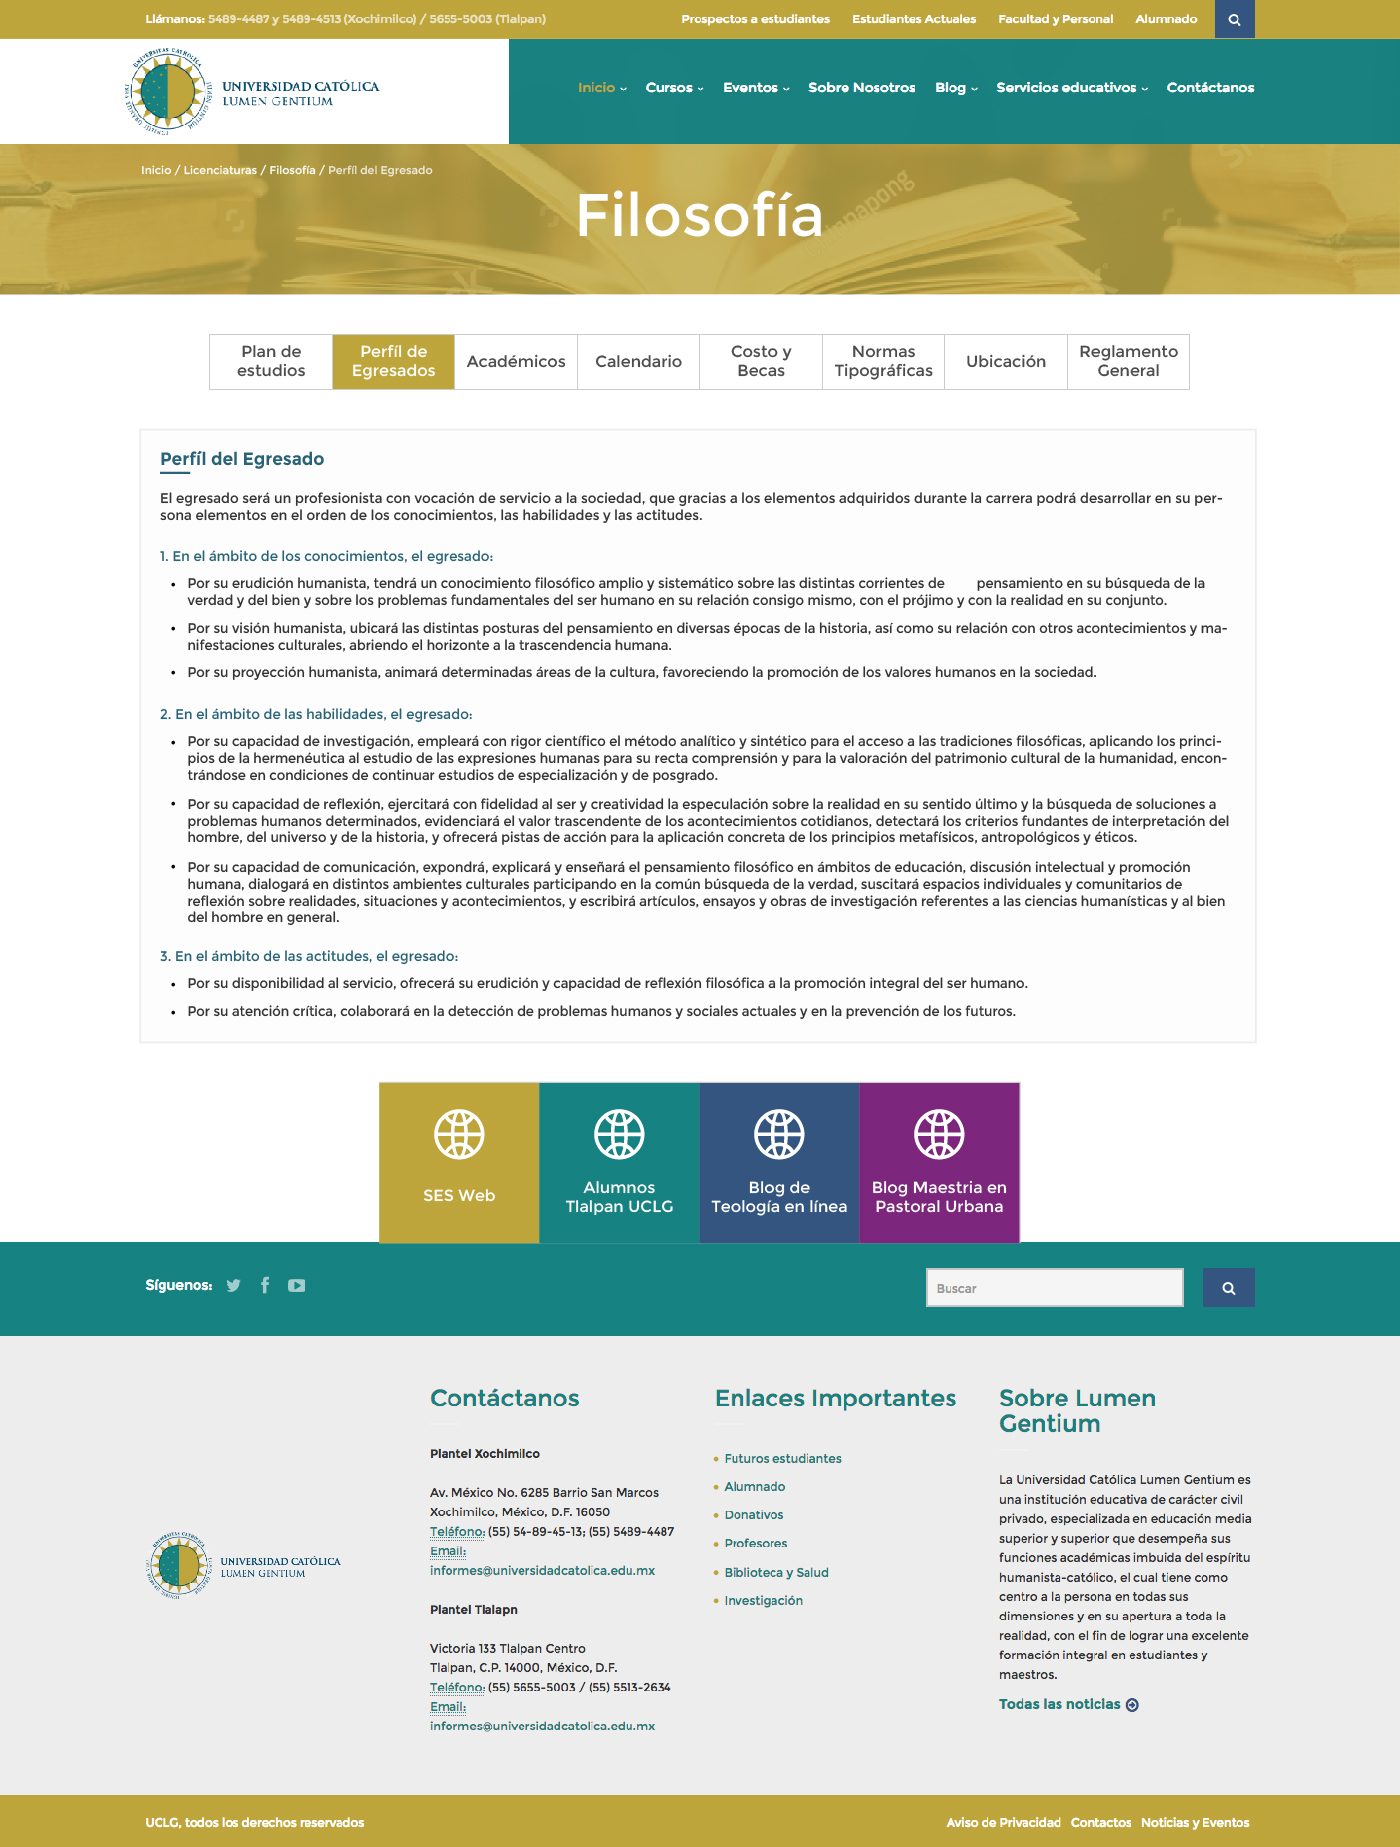 Llámanos: 5489-4487 y 5489-4513 (Xochimilco) / 5655-5003 (Tlalpan)
Prospectos a estudiantes Estudiantes Actuales Facultad y Personal Alumnado
UNIVERSIDAD CATÓLICA
LUMEN GENTIUM
Inicio Cursos Eventos Sobre Nosotros Blog Servicios educativos Contáctanos
Inicio / Licenciaturas / Filosofía / Perfíl del Egresado
Filosofía
Plan de
estudios
Perfíl de
Egresados
Académicos
Calendario
Costo y
Becas
Normas
Tipográficas
Ubicación
Reglamento
General
Perfíl del Egresado
El egresado será un profesionista con vocación de servicio a la sociedad, que gracias a los elementos adquiridos durante la carrera podrá desarrollar en su per-
sona elementos en el orden de los conocimientos, las habilidades y las actitudes.
1. En el ámbito de los conocimientos, el egresado:
• Por su erudición humanista, tendrá un conocimiento filosófico amplio y sistemático sobre las distintas corrientes de pensamiento en su búsqueda de la
verdad y del bien y sobre los problemas fundamentales del ser humano en su relación consigo mismo, con el prójimo y con la realidad en su conjunto.
• Por su visión humanista, ubicará las distintas posturas del pensamiento en diversas épocas de la historia, así como su relación con otros acontecimientos y ma-
nifestaciones culturales, abriendo el horizonte a la trascendencia humana.
• Por su proyección humanista, animará determinadas áreas de la cultura, favoreciendo la promoción de los valores humanos en la sociedad.
2. En el ámbito de las habilidades, el egresado:
• Por su capacidad de investigación, empleará con rigor científico el método analítico y sintético para el acceso a las tradiciones filosóficas, aplicando los princi-
pios de la hermenéutica al estudio de las expresiones humanas para su recta comprensión y para la valoración del patrimonio cultural de la humanidad, encon-
trándose en condiciones de continuar estudios de especialización y de posgrado.
• Por su capacidad de reflexión, ejercitará con fidelidad al ser y creatividad la especulación sobre la realidad en su sentido último y la búsqueda de soluciones a
problemas humanos determinados, evidenciará el valor trascendente de los acontecimientos cotidianos, detectará los criterios fundantes de interpretación del
hombre, del universo y de la historia, y ofrecerá pistas de acción para la aplicación concreta de los principios metafísicos, antropológicos y éticos.
• Por su capacidad de comunicación, expondrá, explicará y enseñará el pensamiento filosófico en ámbitos de educación, discusión intelectual y promoción
humana, dialogará en distintos ambientes culturales participando en la común búsqueda de la verdad, suscitará espacios individuales y comunitarios de
reflexión sobre realidades, situaciones y acontecimientos, y escribirá artículos, ensayos y obras de investigación referentes a las ciencias humanísticas y al bien
del hombre en general.
3. En el ámbito de las actitudes, el egresado:
• Por su disponibilidad al servicio, ofrecerá su erudición y capacidad de reflexión filosófica a la promoción integral del ser humano.
• Por su atención crítica, colaborará en la detección de problemas humanos y sociales actuales y en la prevención de los futuros.
SES Web
Alumnos
Tlalpan UCLG
Blog de
Teología en línea
Blog Maestria en
Pastoral Urbana
Síguenos:
Buscar
UNIVERSIDAD CATÓLICA
LUMEN GENTIUM
Contáctanos
Plantel Xochimilco
Av. México No. 6285 Barrio San Marcos
Xochimilco, México, D.F. 16050
Teléfono: (55) 54-89-45-13; (55) 5489-4487
Email:
informes@universidadcatolica.edu.mx
Plantel Tlalapn
Victoria 133 Tlalpan Centro
Tlalpan, C.P. 14000, México, D.F.
Teléfono: (55) 5655-5003 / (55) 5513-2634
Email:
informes@universidadcatolica.edu.mx
Enlaces Importantes
• Futuros estudiantes
• Alumnado
• Donativos
• Profesores
• Biblioteca y Salud
• Investigación
Sobre Lumen
Gentium
La Universidad Católica Lumen Gentium es
una institución educativa de carácter civil
privado, especializada en educación media
superior y superior que desempeña sus
funciones académicas imbuida del espíritu
humanista-católico, el cual tiene como
centro a la persona en todas sus
dimensiones y en su apertura a toda la
realidad, con el fin de lograr una excelente
formación integral en estudiantes y
maestros.
Todas las noticias
UCLG, todos los derechos reservados
Aviso de Privacidad Contactos Noticias y Eventos